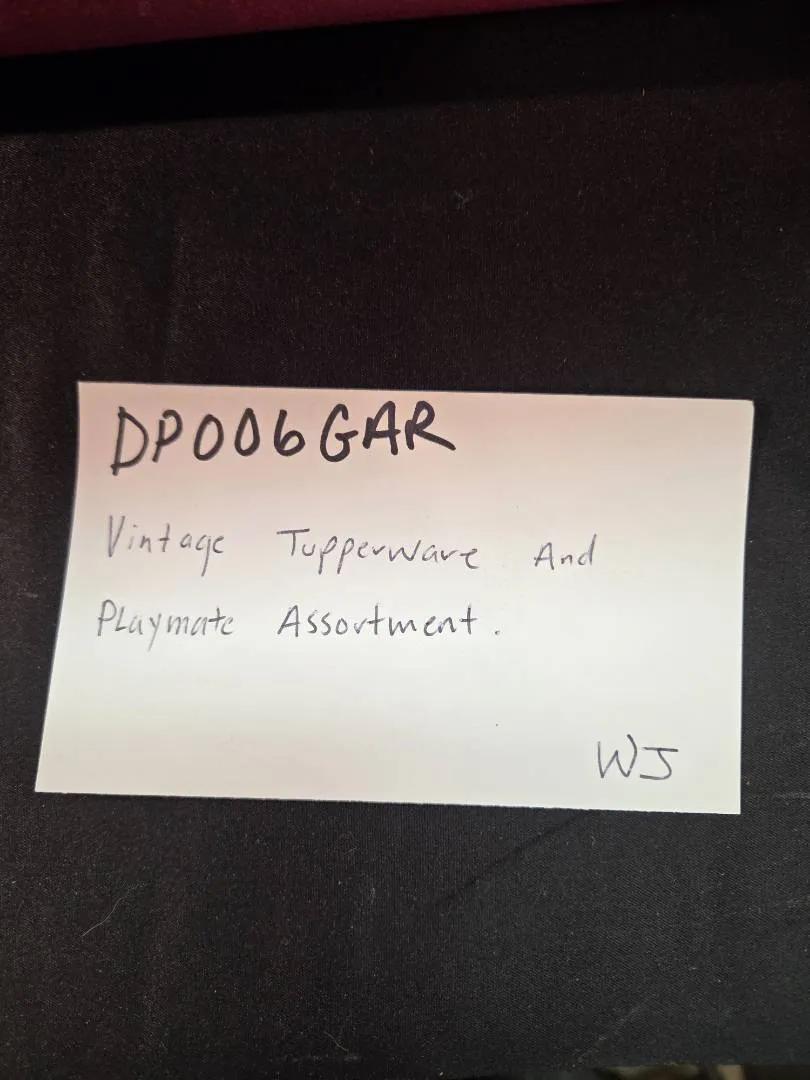 DP006GAR
Vintage Tupperware And
Playmate Assortment.
WJ